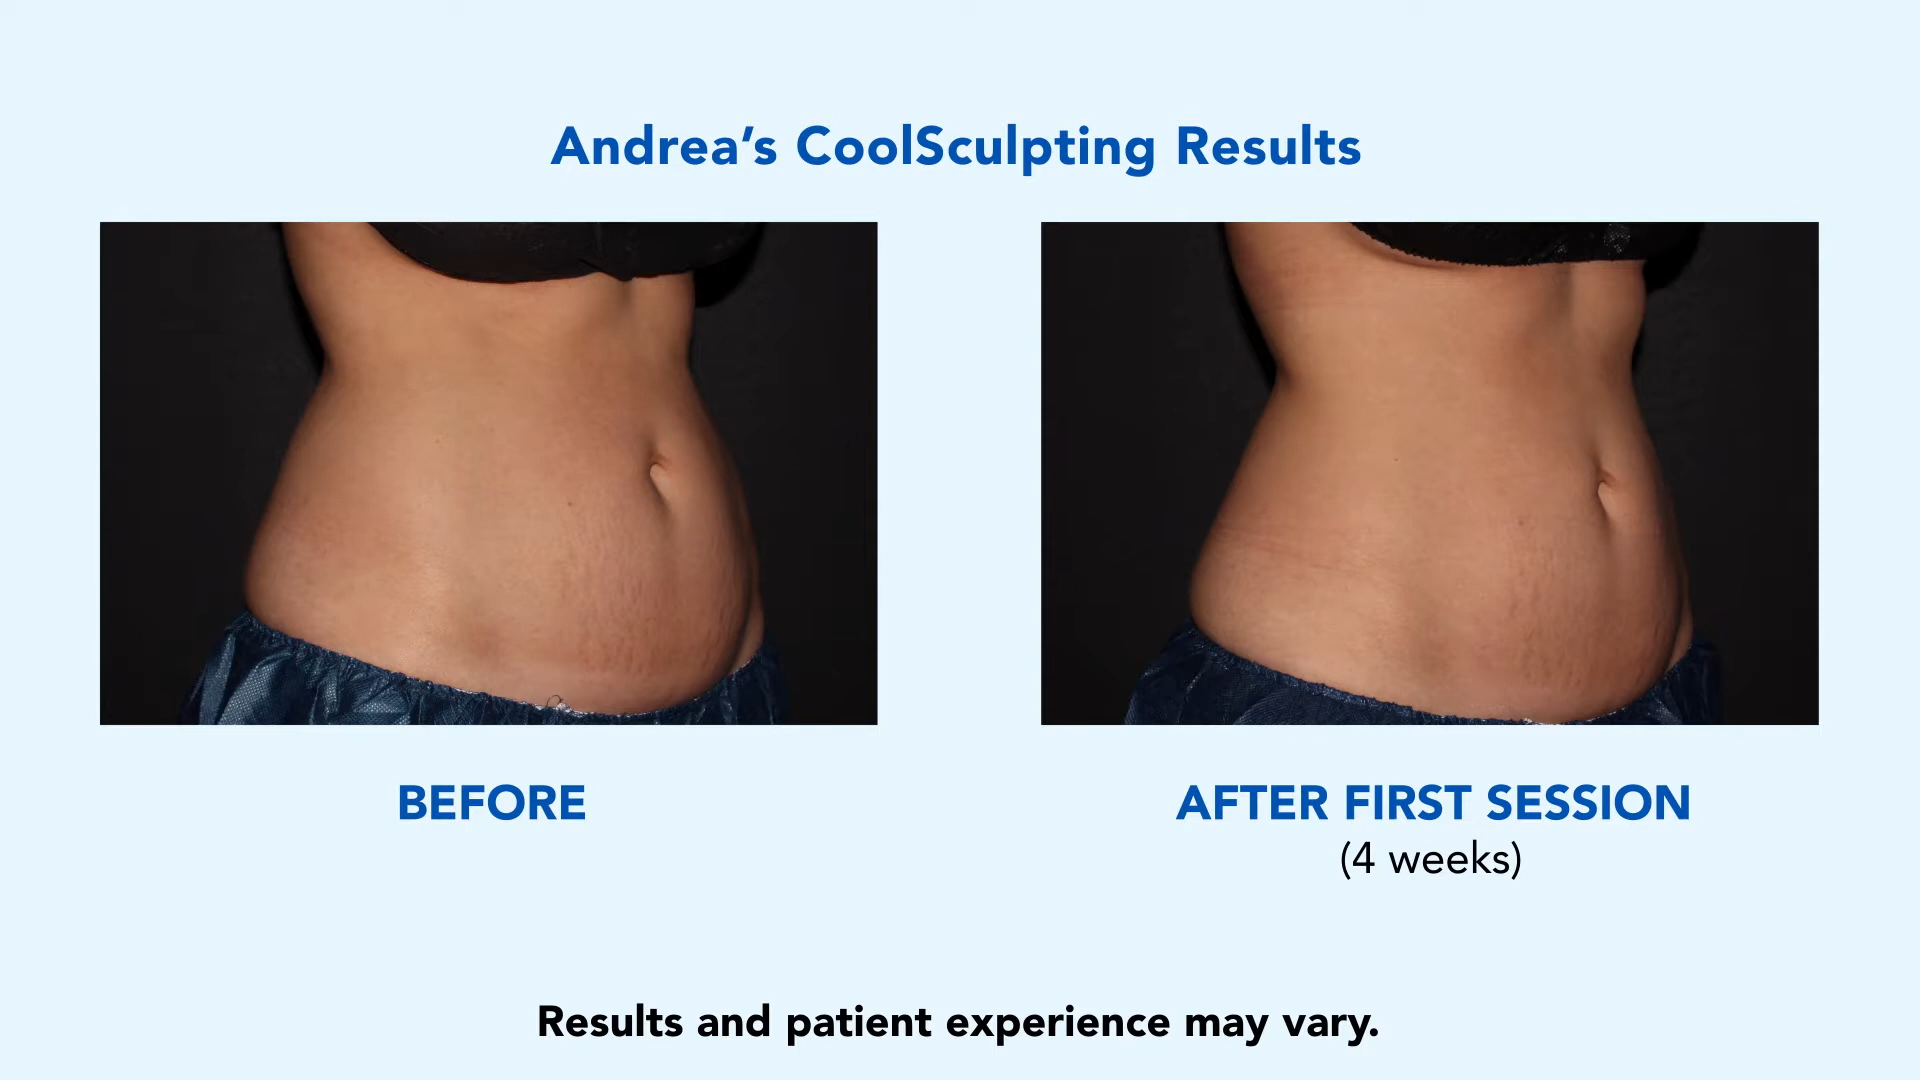 Andrea’s CoolSculpting Results
BEFORE
AFTER FIRST SESSION
(4 weeks)
Results and patient experience may vary.